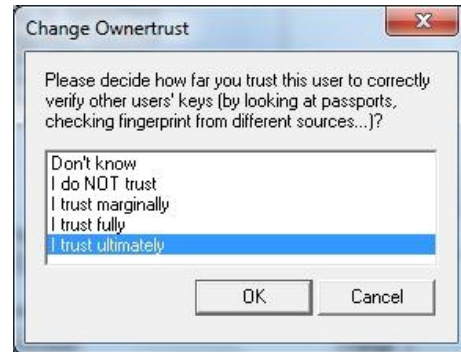 Change Ownertrust
Please decide how far you trust this user to correctly
verify other users' keys (by looking at passports,
checking fingerprint from different sources...)?
Don't know
I do NOT trust
I trust marginally
I trust fully
I trust ultimately
OK Cancel